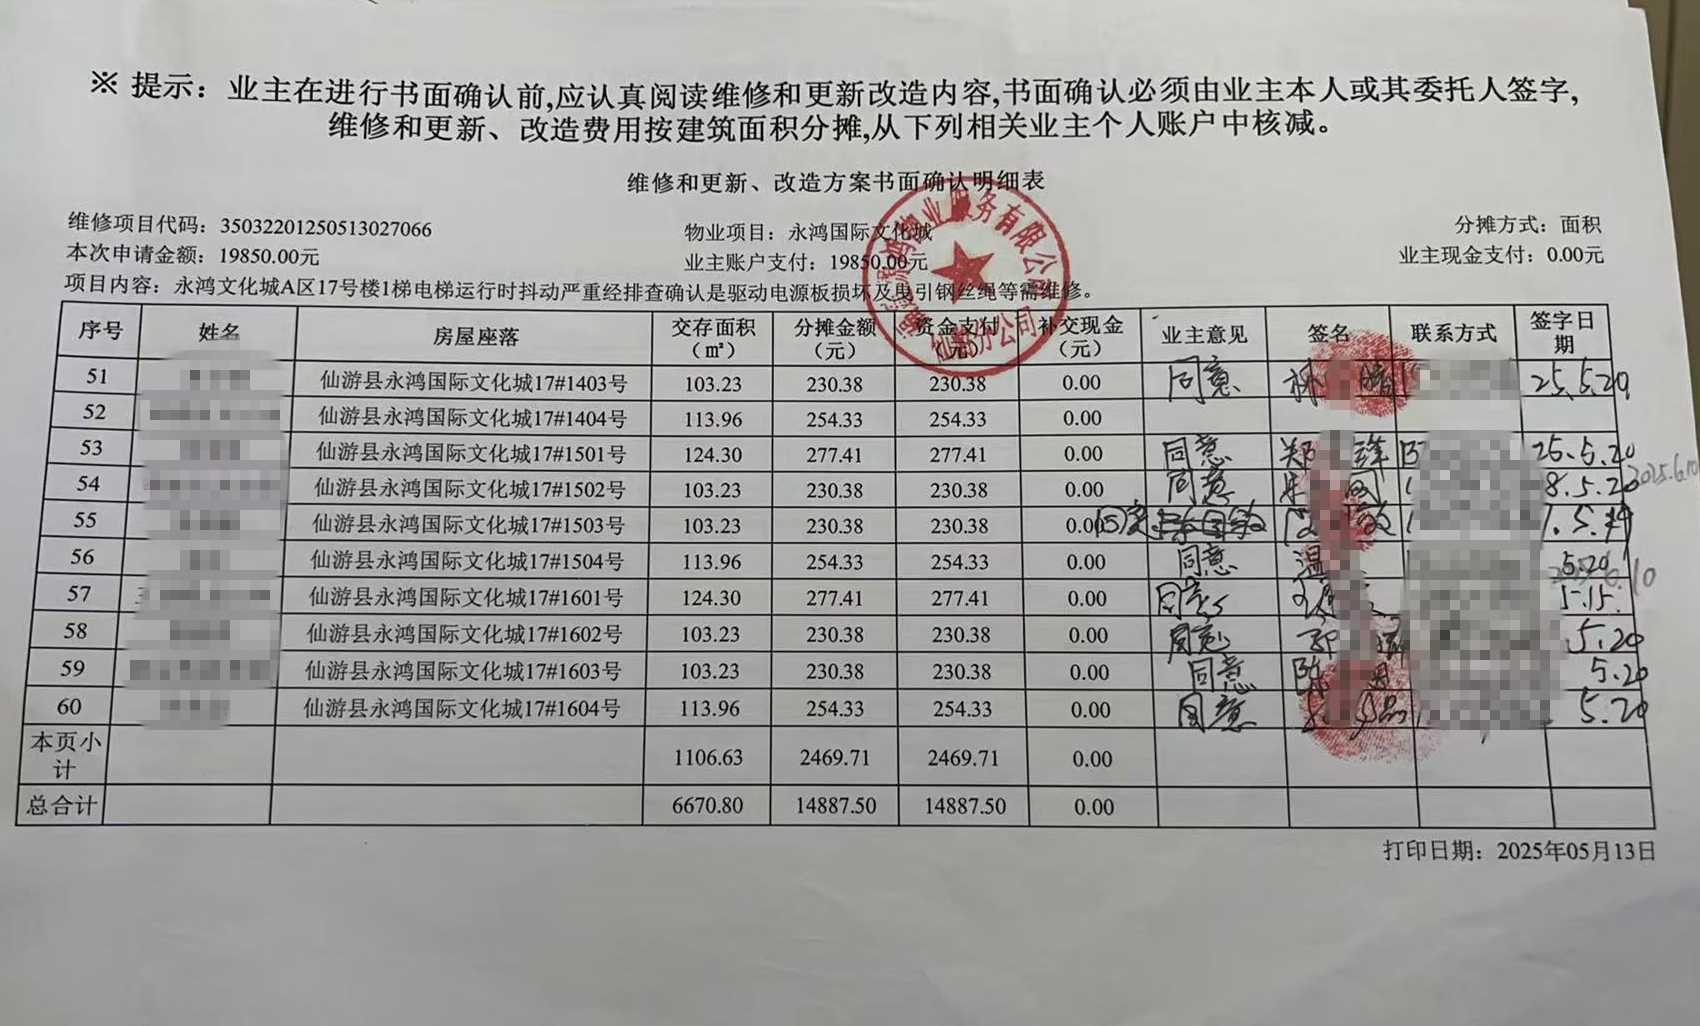 ※ 提示：业主在进行书面确认前,应认真阅读维修和更新改造内容,书面确认必须由业主本人或其委托人签字,
维修和更新、改造费用按建筑面积分摊,从下列相关业主个人账户中核减。
维修和更新、改造方案书面确认明细表
维修项目代码：35032201250513027066 物业项目：永鸿国际文化城 分摊方式：面积
本次申请金额：19850.00元 业主账户支付：19850.00元 业主现金支付：0.00元
项目内容：永鸿文化城A区17号楼1梯电梯运行时抖动严重经排查确认是驱动电源板损坏及曳引钢丝绳等需维修。
序号 姓名 房屋座落 交存面积（㎡） 分摊金额（元） 资金支付（元） 补交现金（元） 业主意见 签名 联系方式 签字日期
51 仙游县永鸿国际文化城17#1403号 103.23 230.38 230.38 0.00 同意 林 晴 25.5.20
52 仙游县永鸿国际文化城17#1404号 113.96 254.33 254.33 0.00
53 仙游县永鸿国际文化城17#1501号 124.30 277.41 277.41 0.00 同意 郑 25.5.20
54 仙游县永鸿国际文化城17#1502号 103.23 230.38 230.38 0.00 同意 5.20 2025.6.10
55 仙游县永鸿国际文化城17#1503号 103.23 230.38 230.38 0.00 同意
56 仙游县永鸿国际文化城17#1504号 113.96 254.33 254.33 0.00 同意 温 5.20
57 仙游县永鸿国际文化城17#1601号 124.30 277.41 277.41 0.00 同意 5.15.
58 仙游县永鸿国际文化城17#1602号 103.23 230.38 230.38 0.00 同意 5.20
59 仙游县永鸿国际文化城17#1603号 103.23 230.38 230.38 0.00 同意 陈 5.20
60 仙游县永鸿国际文化城17#1604号 113.96 254.33 254.33 0.00 同意 5.20
本页小计 1106.63 2469.71 2469.71 0.00
总合计 6670.80 14887.50 14887.50 0.00
打印日期：2025年05月13日